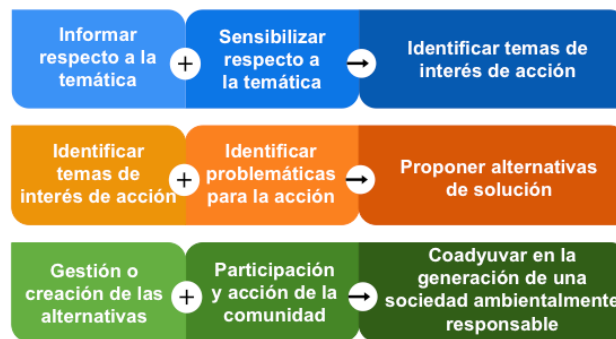 Informar
respecto a la
temática
+
Sensibilizar
respecto a
la temática
→
Identificar temas de
interés de acción
Identificar
temas de
interés de acción
+
Identificar
problemáticas
para la acción
→
Proponer alternativas
de solución
Gestión o
creación de las
alternativas
+
Participación
y acción de la
comunidad
→
Coadyuvar en la
generación de una
sociedad ambientalmente
responsable